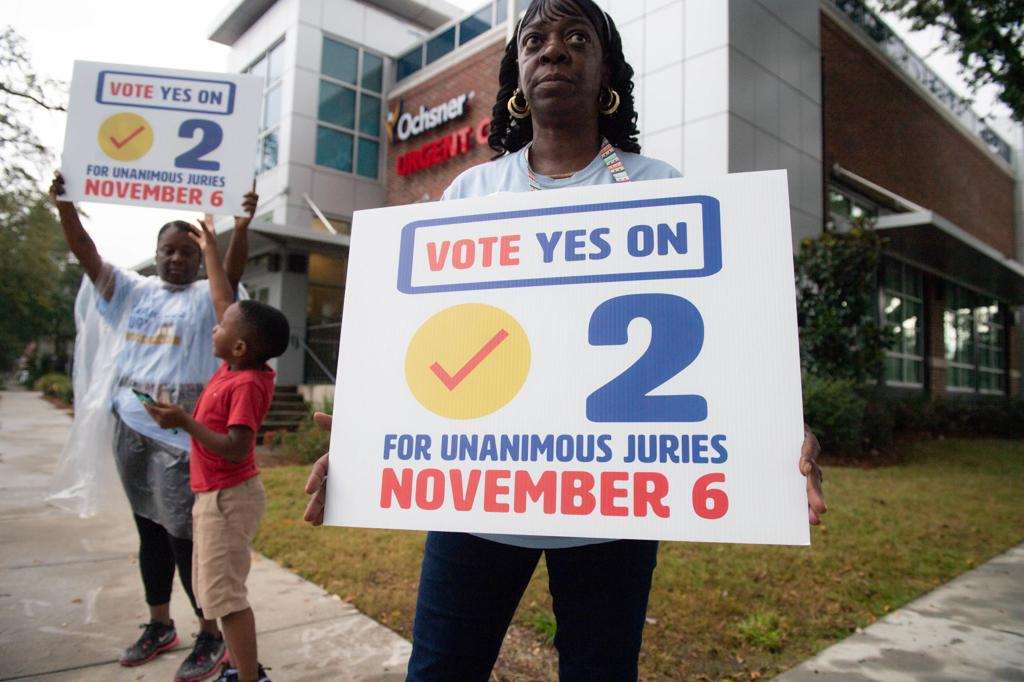 VOTE YES ON
2
FOR UNANIMOUS JURIES
NOVEMBER 6
Ochsner
URGENT C
VOTE YES ON
2
FOR UNANIMOUS JURIES
NOVEMBER 6